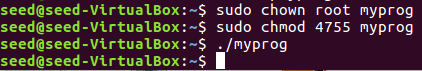 seed@seed-VirtualBox:~$ sudo chown root myprog
seed@seed-VirtualBox:~$ sudo chmod 4755 myprog
seed@seed-VirtualBox:~$ ./myprog
seed@seed-VirtualBox:~$